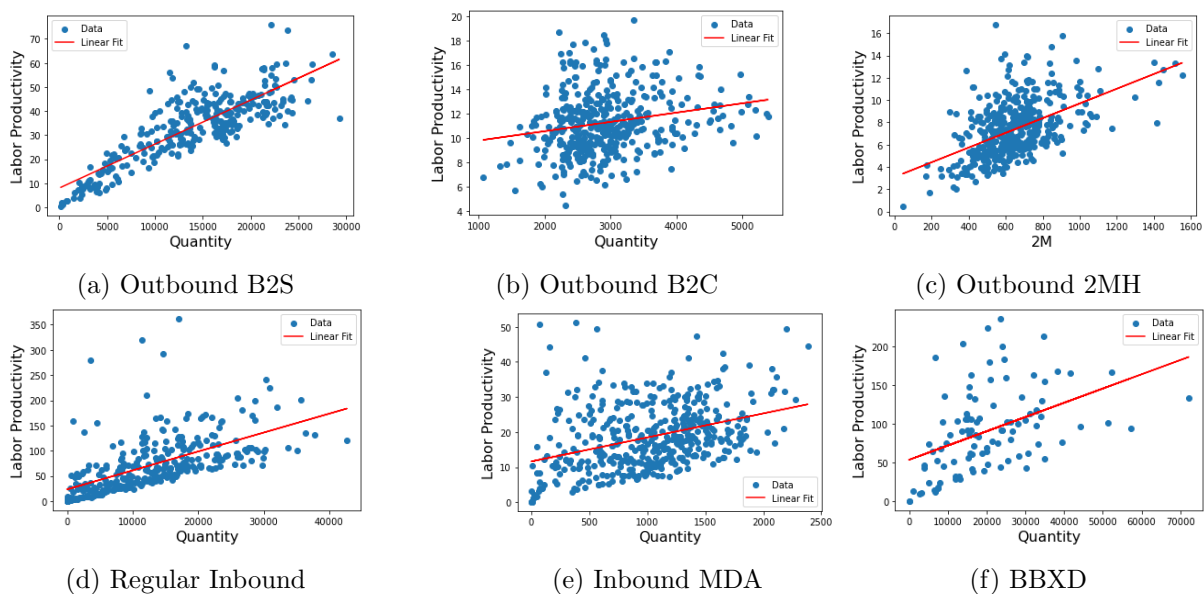 Data
Linear Fit
Labor Productivity
70
60
50
40
30
20
10
0
0 5000 10000 15000 20000 25000 30000
Quantity
(a) Outbound B2S
Data
Linear Fit
Labor Productivity
20
18
16
14
12
10
8
6
4
1000 2000 3000 4000 5000
Quantity
(b) Outbound B2C
Data
Linear Fit
Labor Productivity
16
14
12
10
8
6
4
2
0
0 200 400 600 800 1000 1200 1400 1600
2M
(c) Outbound 2MH
Data
Linear Fit
Labor Productivity
350
300
250
200
150
100
50
0
0 10000 20000 30000 40000
Quantity
(d) Regular Inbound
Data
Linear Fit
Labor Productivity
50
40
30
20
10
0
0 500 1000 1500 2000 2500
Quantity
(e) Inbound MDA
Data
Linear Fit
Labor Productivity
200
150
100
50
0
0 10000 20000 30000 40000 50000 60000 70000
Quantity
(f) BBXD